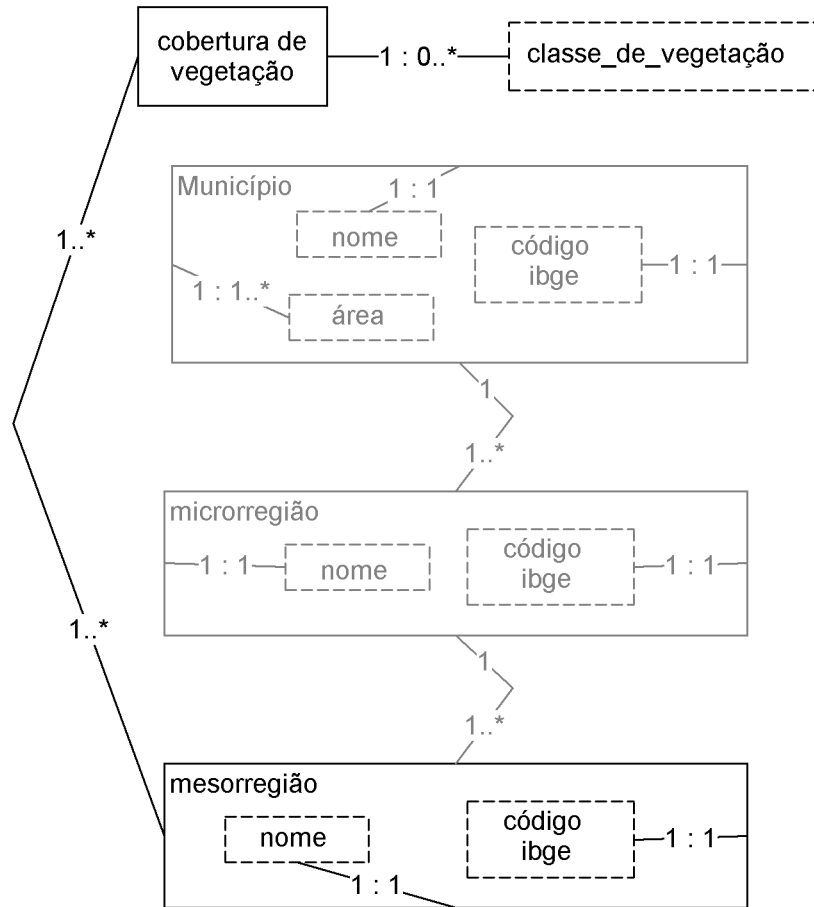 cobertura de
vegetação
1 : 0..*
classe_de_vegetação
1..*
Município
1 : 1
nome
código
ibge
1 : 1
1 : 1..*
área
1
1..*
microrregião
1 : 1
nome
código
ibge
1 : 1
1..*
1
1..*
mesorregião
nome
código
ibge
1 : 1
1 : 1